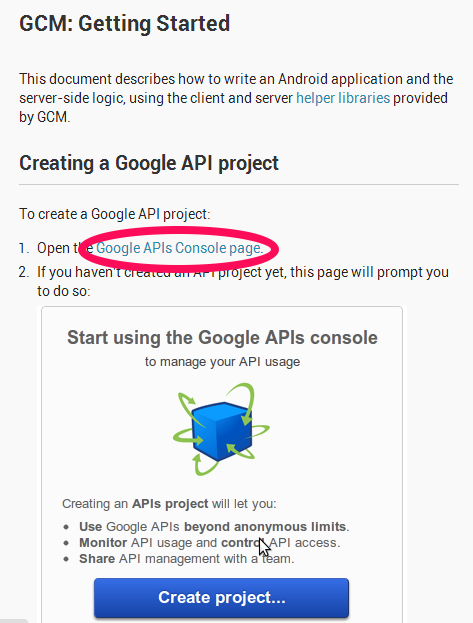 GCM: Getting Started
This document describes how to write an Android application and the
server-side logic, using the client and server helper libraries provided
by GCM.
Creating a Google API project
To create a Google API project:
1. Open the Google APIs Console page.
2. If you haven't created an API project yet, this page will prompt you
to do so:
Start using the Google APIs console
to manage your API usage
Creating an APIs project will let you:
• Use Google APIs beyond anonymous limits.
• Monitor API usage and control API access.
• Share API management with a team.
Create project...